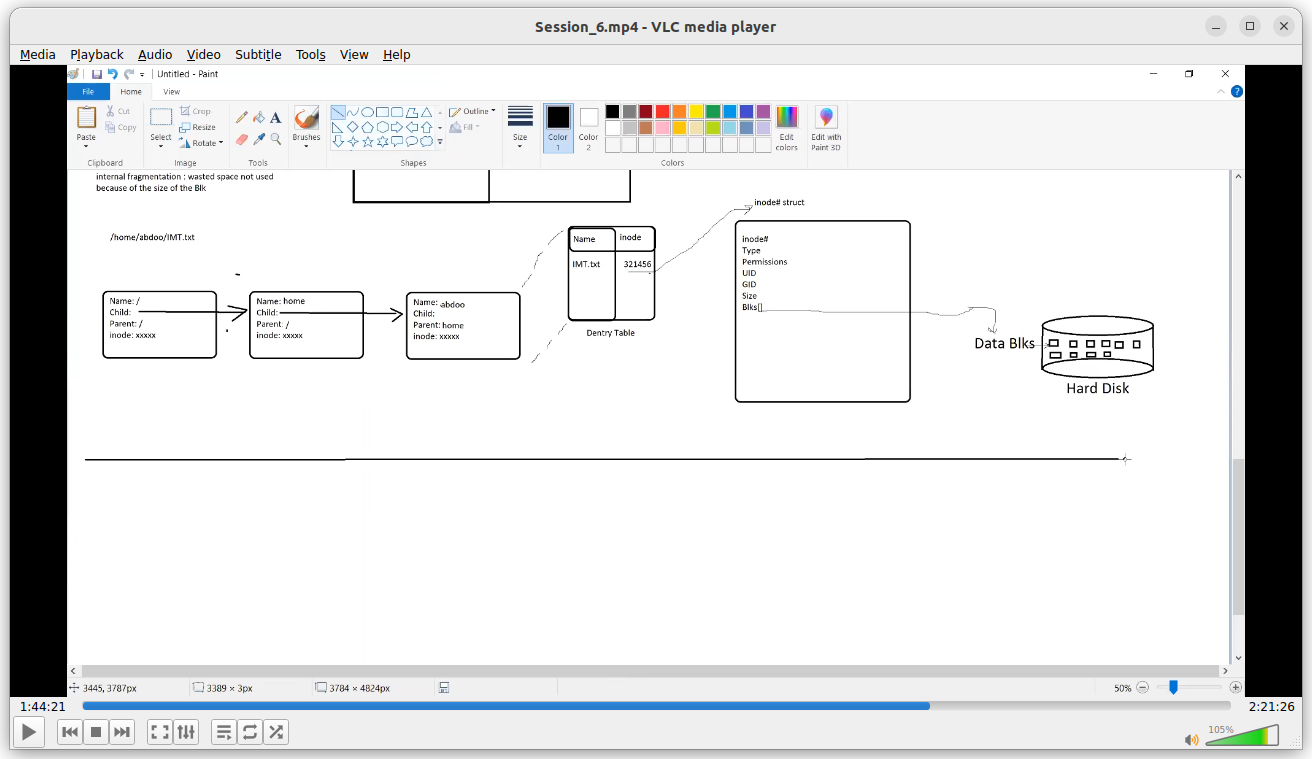 Session_6.mp4 - VLC media player
Media Playback Audio Video Subtitle Tools View Help
Untitled - Paint
File Home View
Paste
Cut
Copy
Clipboard
Select
Crop
Resize
Rotate
Image
Tools
Brushes
Outline
Fill
Shapes
Size
Color 1
Color 2
Edit colors
Colors
Edit with Paint 3D
internal fragmentation : wasted space not used
because of the size of the Blk
/home/abdoo/IMT.txt
Name: /
Child:
Parent: /
inode: xxxxx
Name: home
Child:
Parent: /
inode: xxxxx
Name: abdoo
Child:
Parent: home
inode: xxxxx
Name inode
IMT.txt 321456
Dentry Table
inode# struct
inode#
Type
Permissions
UID
GID
Size
Blks[]
Data Blks
Hard Disk
3445, 3787px
3389 × 3px
3784 × 4824px
50%
1:44:21
2:21:26
105%